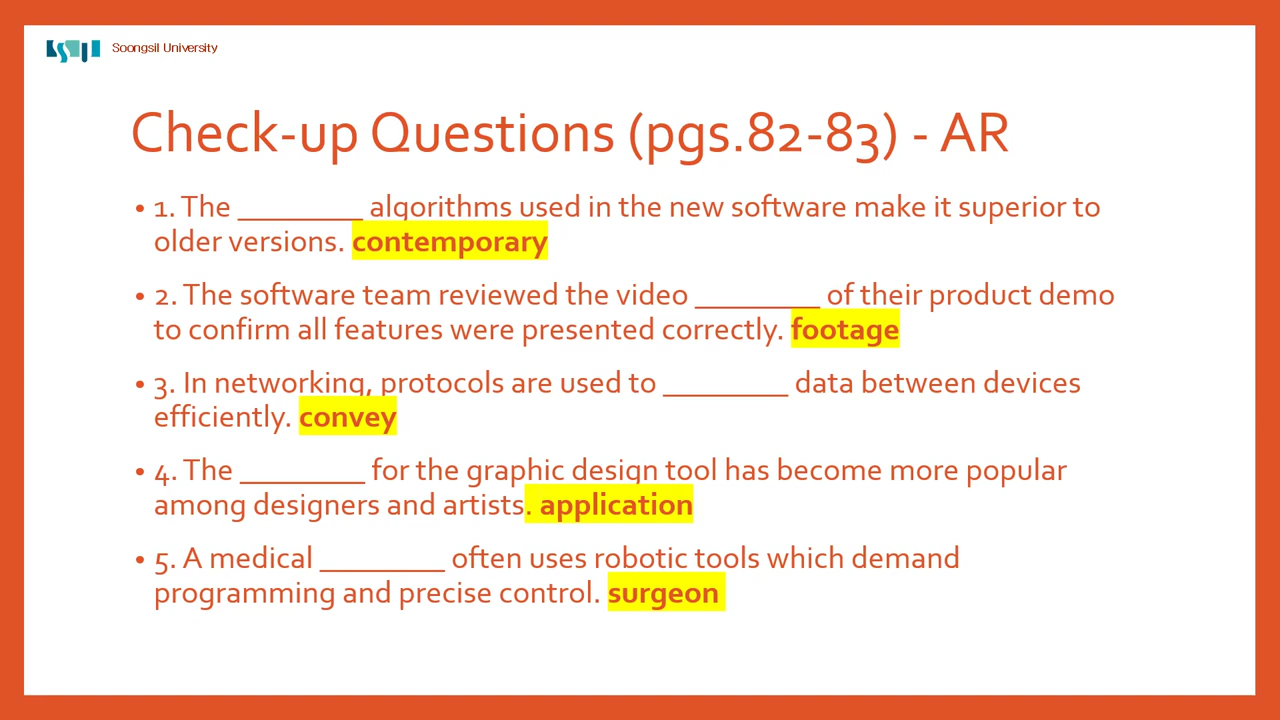 Soongsil University
Check-up Questions (pgs.82-83) - AR
• 1. The _________ algorithms used in the new software make it superior to
older versions. contemporary
• 2. The software team reviewed the video _________ of their product demo
to confirm all features were presented correctly. footage
• 3. In networking, protocols are used to _________ data between devices
efficiently. convey
• 4. The _________ for the graphic design tool has become more popular
among designers and artists. application
• 5. A medical _________ often uses robotic tools which demand
programming and precise control. surgeon